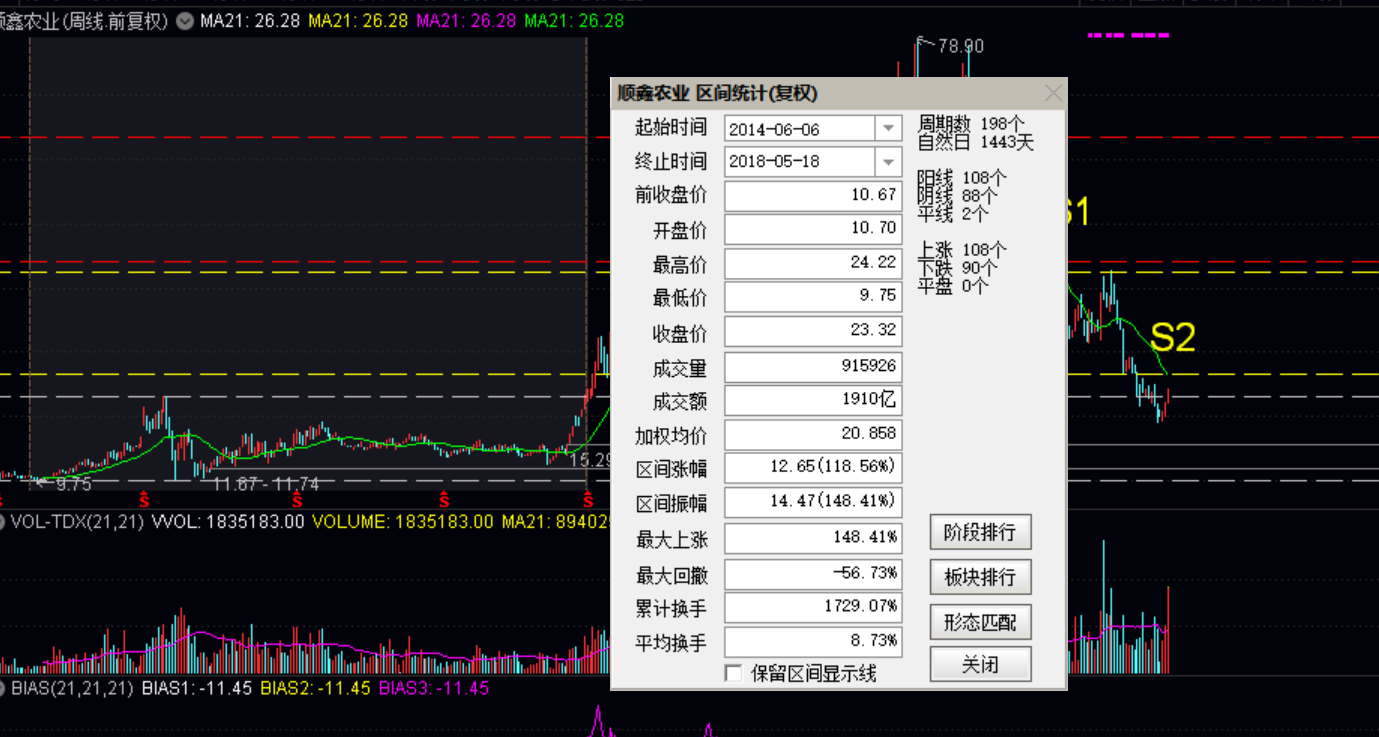 顺鑫农业(周线.前复权) MA21: 26.28 MA21: 26.28 MA21: 26.28 MA21: 26.28
78.90
顺鑫农业 区间统计(复权)
起始时间 2014-06-06
终止时间 2018-05-18
前收盘价 10.67
开盘价 10.70
最高价 24.22
最低价 9.75
收盘价 23.32
成交量 915926
成交额 1910亿
加权均价 20.858
区间涨幅 12.65(118.56%)
区间振幅 14.47(148.41%)
最大上涨 148.41%
最大回撤 -56.73%
累计换手 1729.07%
平均换手 8.73%
保留区间显示线
周期数 198个
自然日 1443天
阳线 108个
阴线 88个
平线 2个
上涨 108个
下跌 90个
平盘 0个
阶段排行
板块排行
形态匹配
关闭
S1
S2
15.29
9.75
11.67-11.74
S
S
S
S
VOL-TDX(21,21) VVOL: 1835183.00 VOLUME: 1835183.00 MA21: 894029
BIAS(21,21,21) BIAS1: -11.45 BIAS2: -11.45 BIAS3: -11.45